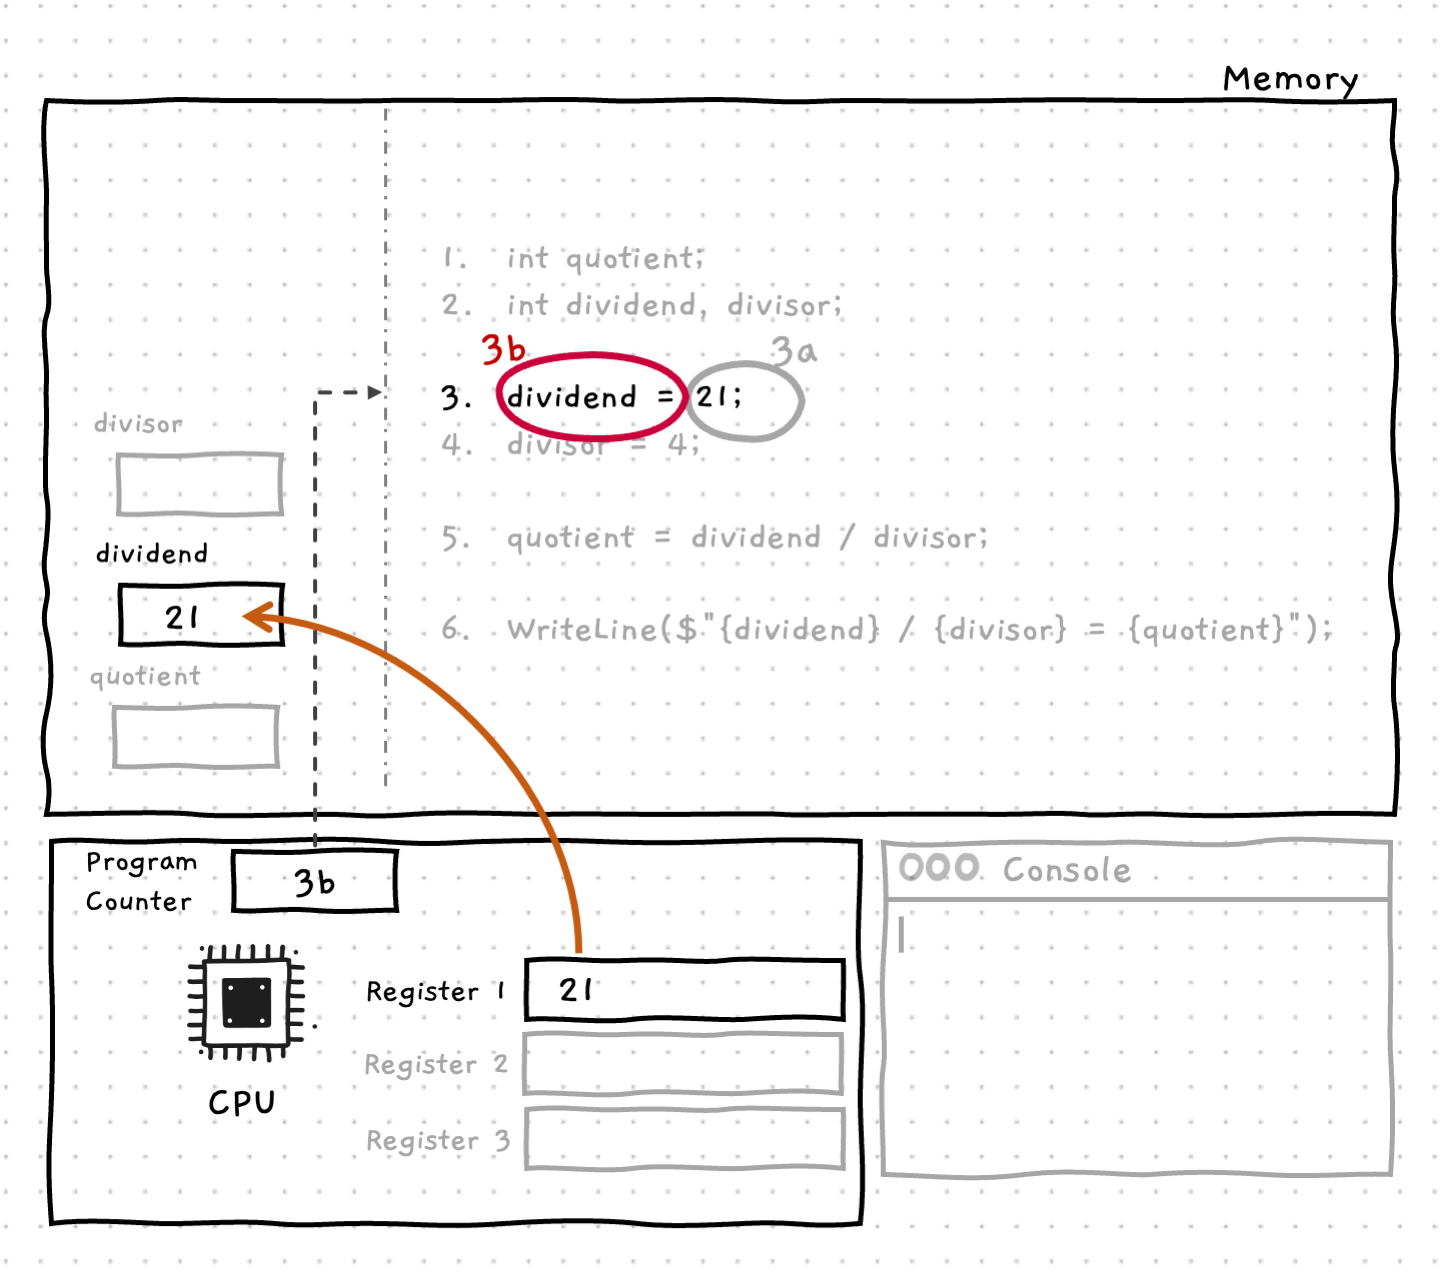 Memory
1. int quotient;
2. int dividend, divisor;
3b 3a
3. dividend = 21;
4. divisor = 4;
5. quotient = dividend / divisor;
6. WriteLine($"{dividend} / {divisor} = {quotient}");
divisor
dividend
21
quotient
Program
Counter
3b
CPU
Register 1
21
Register 2
Register 3
Console